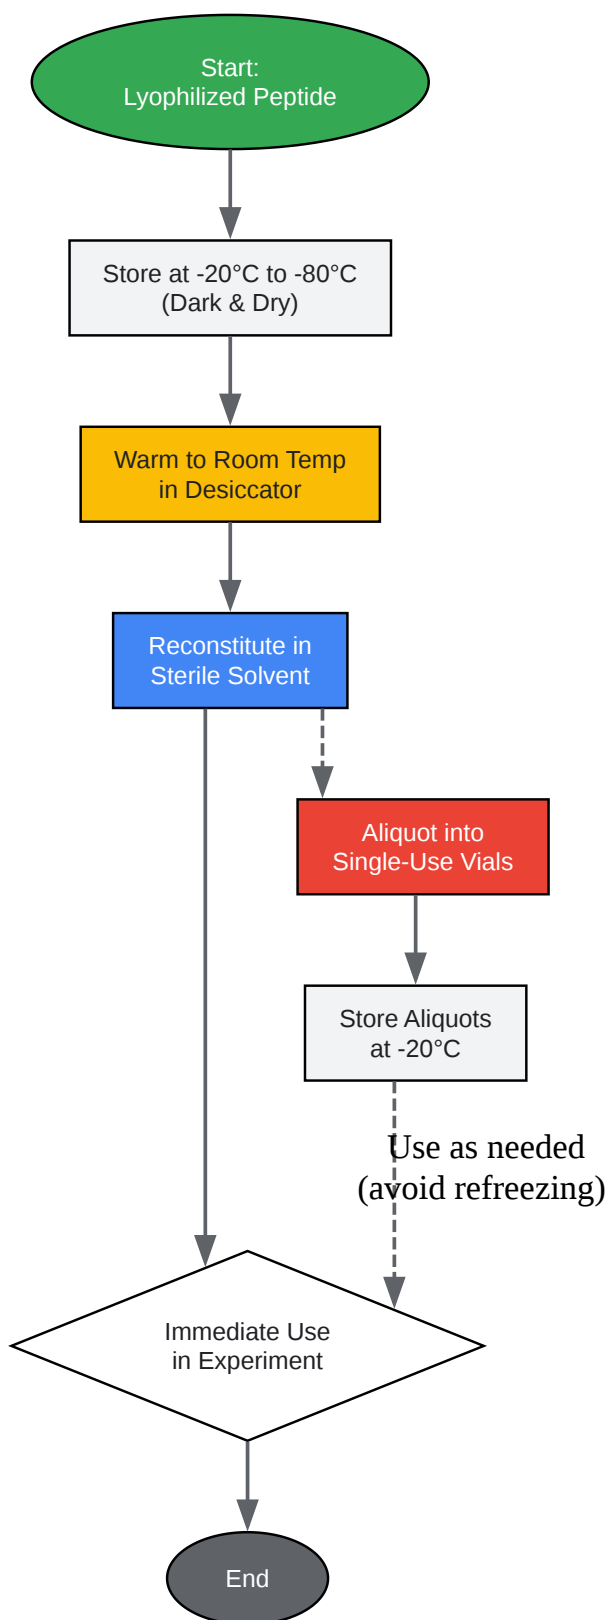 Start:
Lyophilized Peptide
Store at -20°C to -80°C
(Dark & Dry)
Warm to Room Temp
in Desiccator
Reconstitute in
Sterile Solvent
Aliquot into
Single-Use Vials
Store Aliquots
at -20°C
Use as needed
(avoid refreezing)
Immediate Use
in Experiment
End